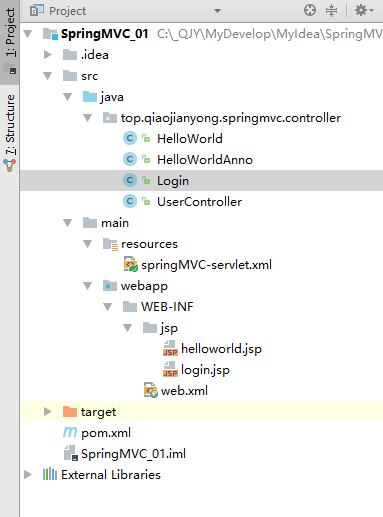 Project
SpringMVC_01 C:\_QJY\MyDevelop\MyIdea\SpringMV
.idea
src
java
top.qiaojianyong.springmvc.controller
HelloWorld
HelloWorldAnno
Login
UserController
main
resources
springMVC-servlet.xml
webapp
WEB-INF
jsp
helloworld.jsp
login.jsp
web.xml
target
pom.xml
SpringMVC_01.iml
External Libraries
1: Project
7: Structure